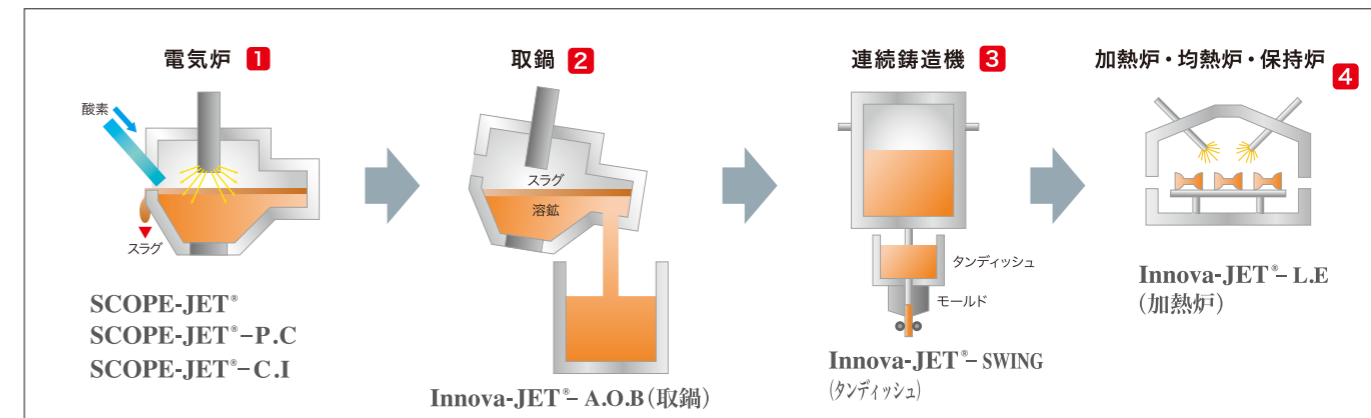 電気炉 1
酸素
スラグ
SCOPE-JET®
SCOPE-JET®–P.C
SCOPE-JET®–C.I
取鍋 2
スラグ
溶鉱
Innova-JET®– A.O.B（取鍋）
連続鋳造機 3
タンディッシュ
モールド
Innova-JET®– SWING
（タンディッシュ）
加熱炉・均熱炉・保持炉 4
Innova-JET®– L.E
（加熱炉）